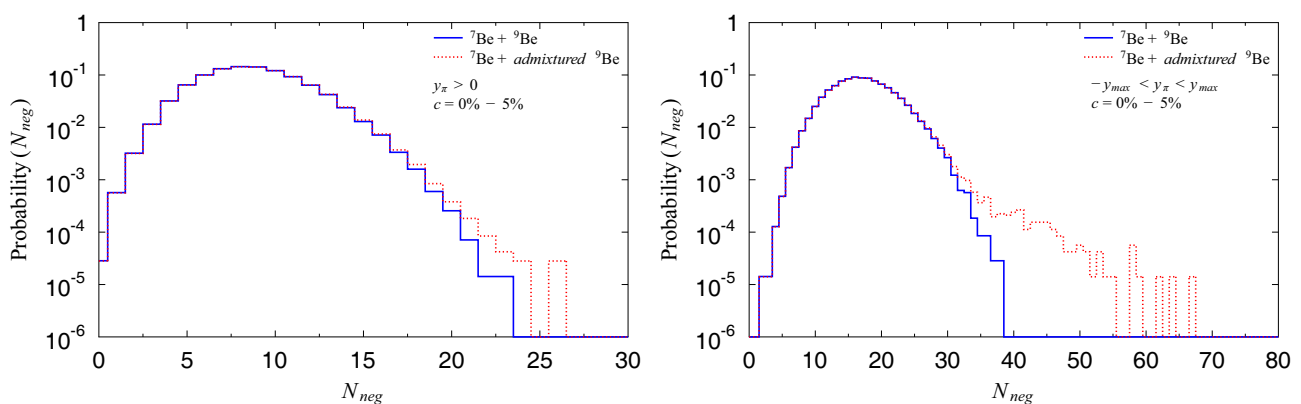 1
10⁻¹
10⁻²
10⁻³
10⁻⁴
10⁻⁵
10⁻⁶
Probability (N_neg)
⁷Be + ⁹Be
⁷Be + admixtured ⁹Be
y_π > 0
c = 0% − 5%
0 5 10 15 20 25 30
N_neg
1
10⁻¹
10⁻²
10⁻³
10⁻⁴
10⁻⁵
10⁻⁶
Probability (N_neg)
⁷Be + ⁹Be
⁷Be + admixtured ⁹Be
− y_max < y_π < y_max
c = 0% − 5%
0 10 20 30 40 50 60 70 80
N_neg